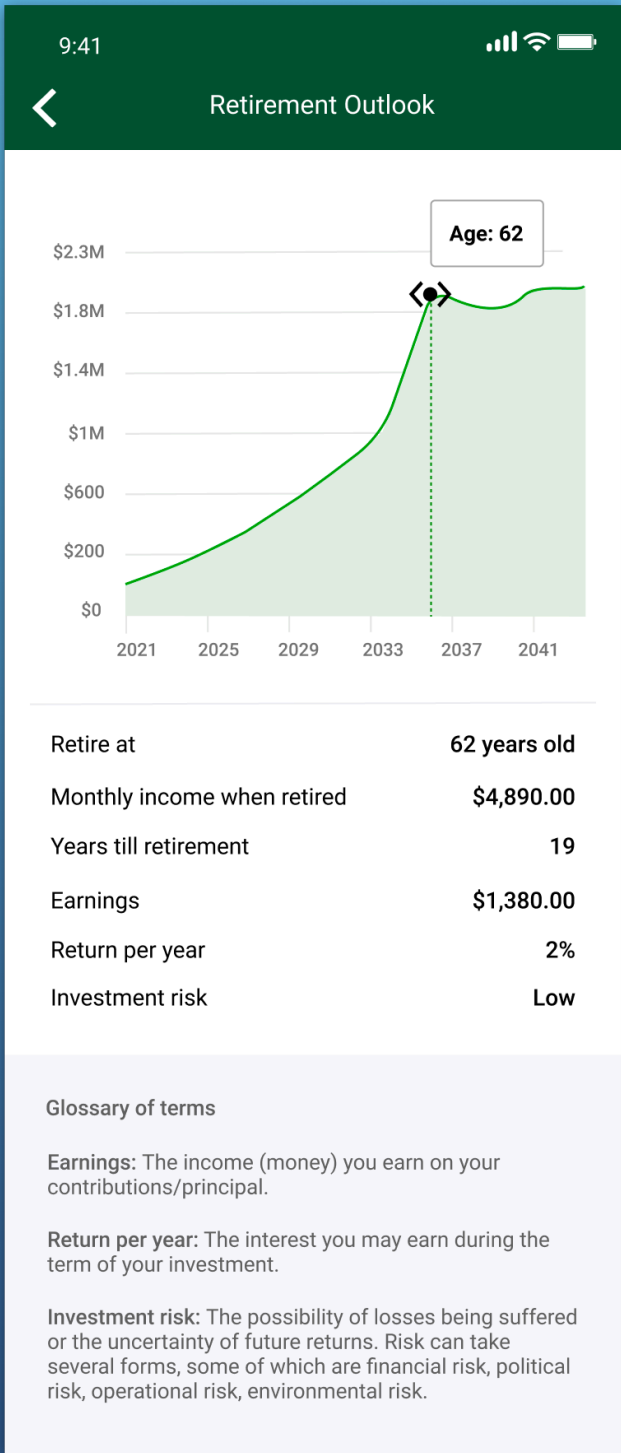 9:41
Retirement Outlook
Age: 62
$2.3M
$1.8M
$1.4M
$1M
$600
$200
$0
2021 2025 2029 2033 2037 2041
Retire at 62 years old
Monthly income when retired $4,890.00
Years till retirement 19
Earnings $1,380.00
Return per year 2%
Investment risk Low
Glossary of terms
Earnings: The income (money) you earn on your
contributions/principal.
Return per year: The interest you may earn during the
term of your investment.
Investment risk: The possibility of losses being suffered
or the uncertainty of future returns. Risk can take
several forms, some of which are financial risk, political
risk, operational risk, environmental risk.